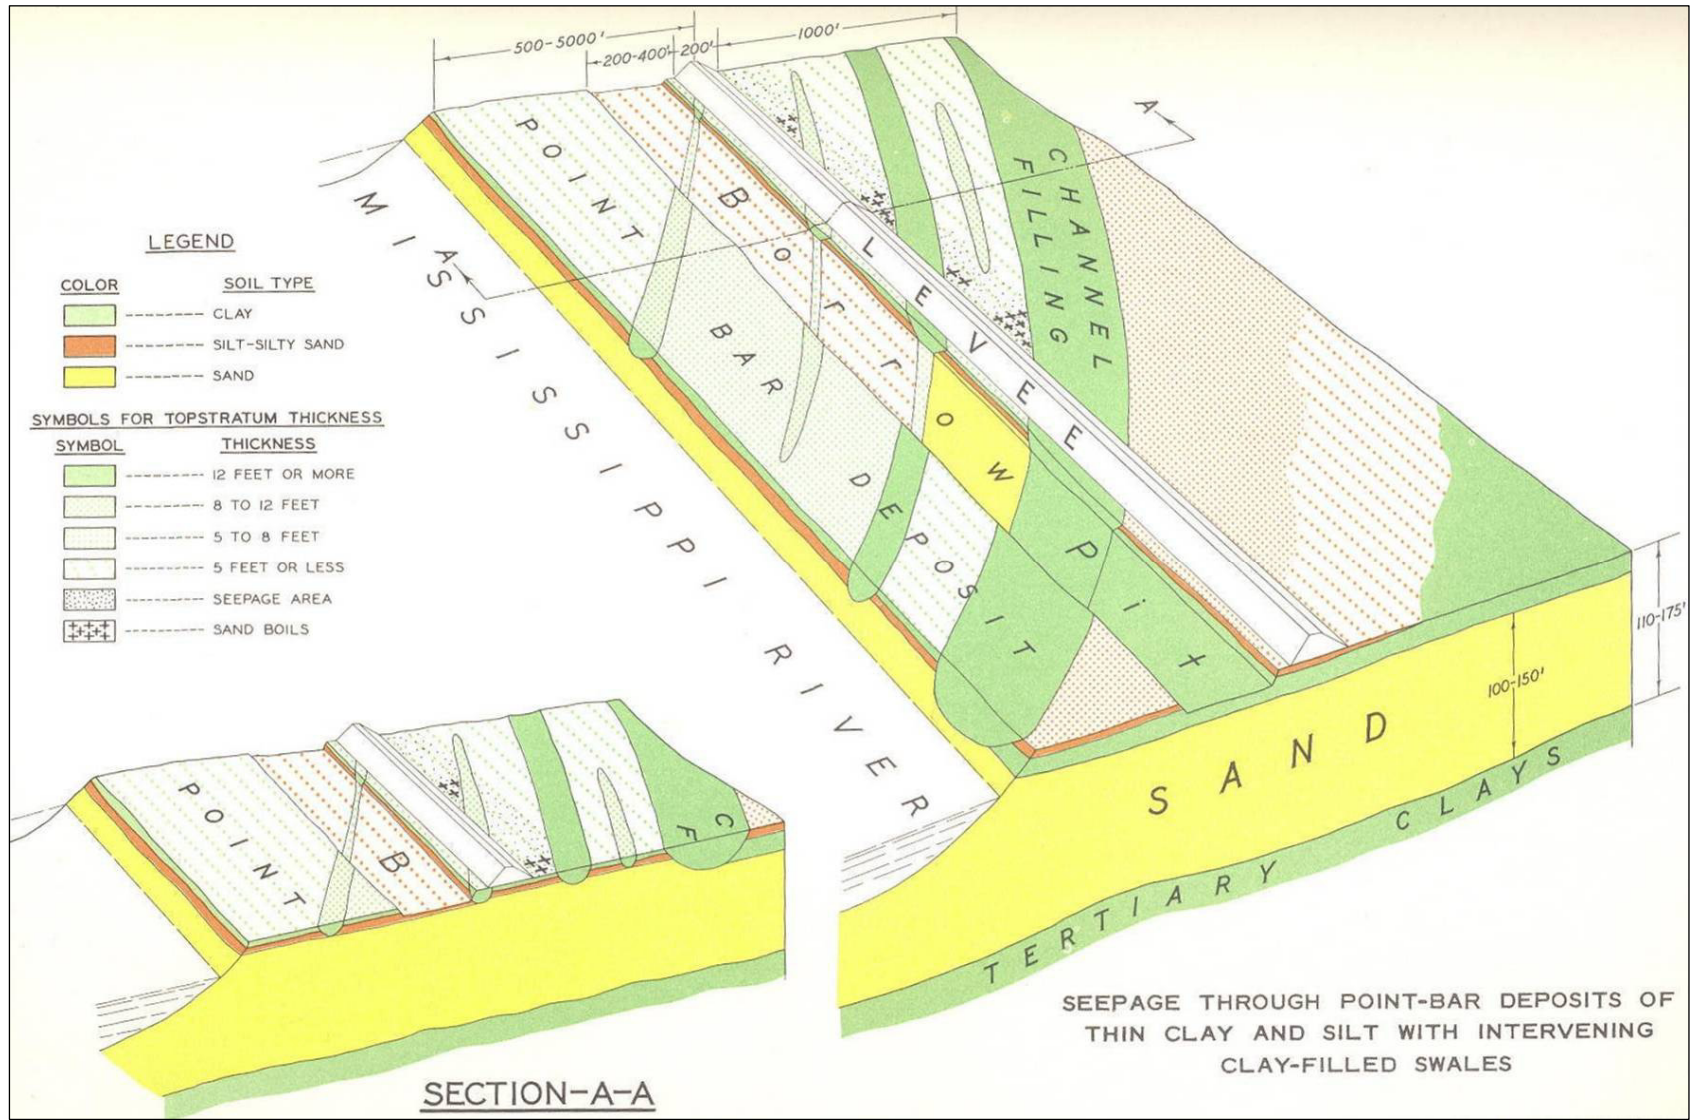 500-5000'
200-400'
200'
1000'
A
A
POINT
BAR
DEPOSIT
Borrow Pit
LEVEE
CHANNEL
FILLING
MISSISSIPPI RIVER
LEGEND
COLOR SOIL TYPE
CLAY
SILT-SILTY SAND
SAND
SYMBOLS FOR TOPSTRATUM THICKNESS
SYMBOL THICKNESS
12 FEET OR MORE
8 TO 12 FEET
5 TO 8 FEET
5 FEET OR LESS
SEEPAGE AREA
SAND BOILS
110-175'
100-150'
SAND
TERTIARY CLAYS
POINT
B
C
F
SECTION-A-A
SEEPAGE THROUGH POINT-BAR DEPOSITS OF
THIN CLAY AND SILT WITH INTERVENING
CLAY-FILLED SWALES